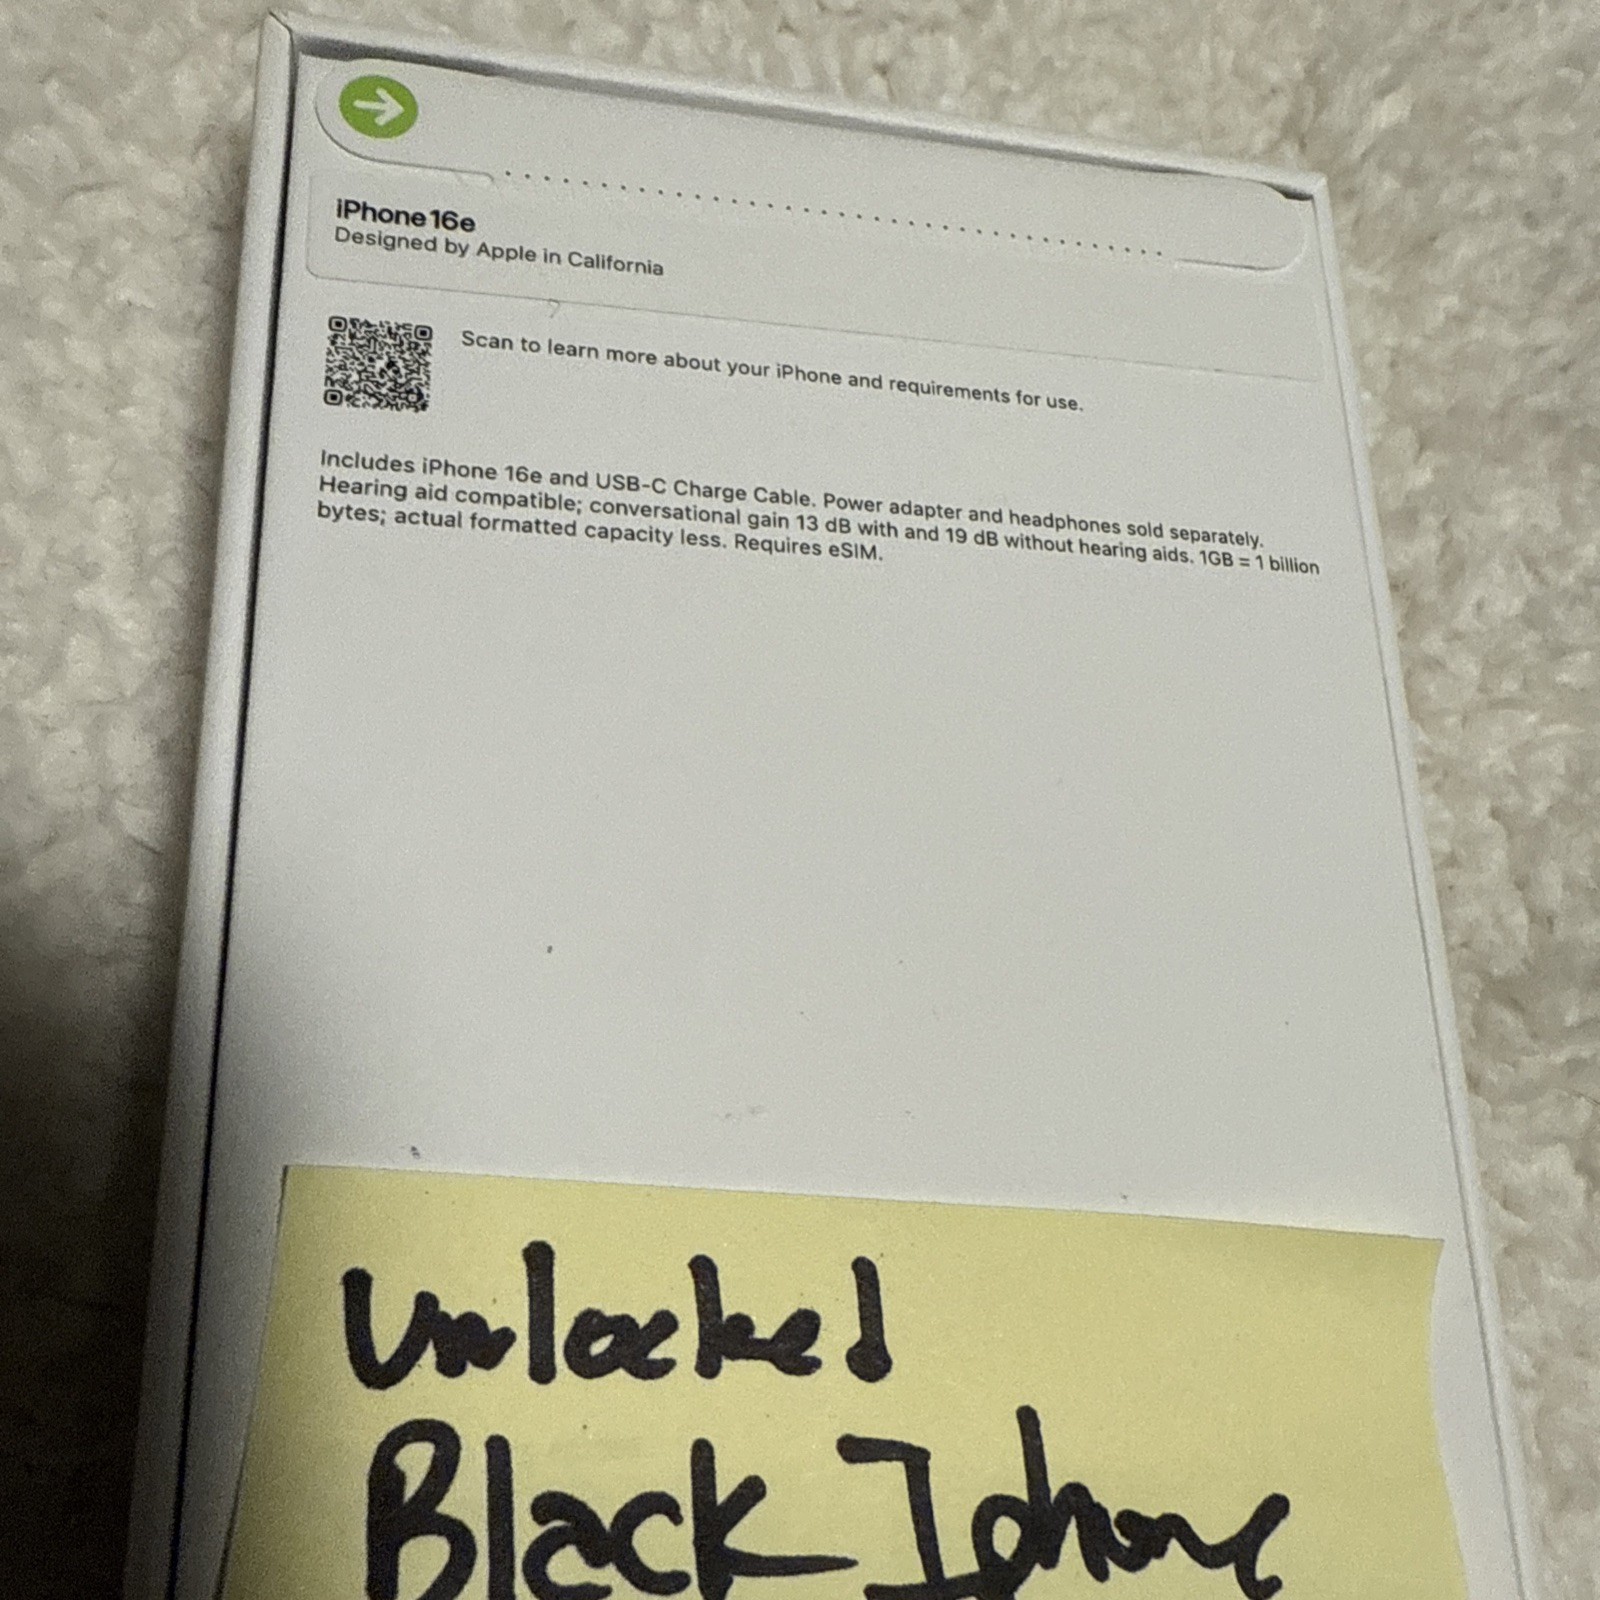 iPhone 16e
Designed by Apple in California
Scan to learn more about your iPhone and requirements for use.
Includes iPhone 16e and USB-C Charge Cable. Power adapter and headphones sold separately.
Hearing aid compatible; conversational gain 13 dB with and 19 dB without hearing aids. 1GB = 1 billion
bytes; actual formatted capacity less. Requires eSIM.
Unlocked
Black Iphone